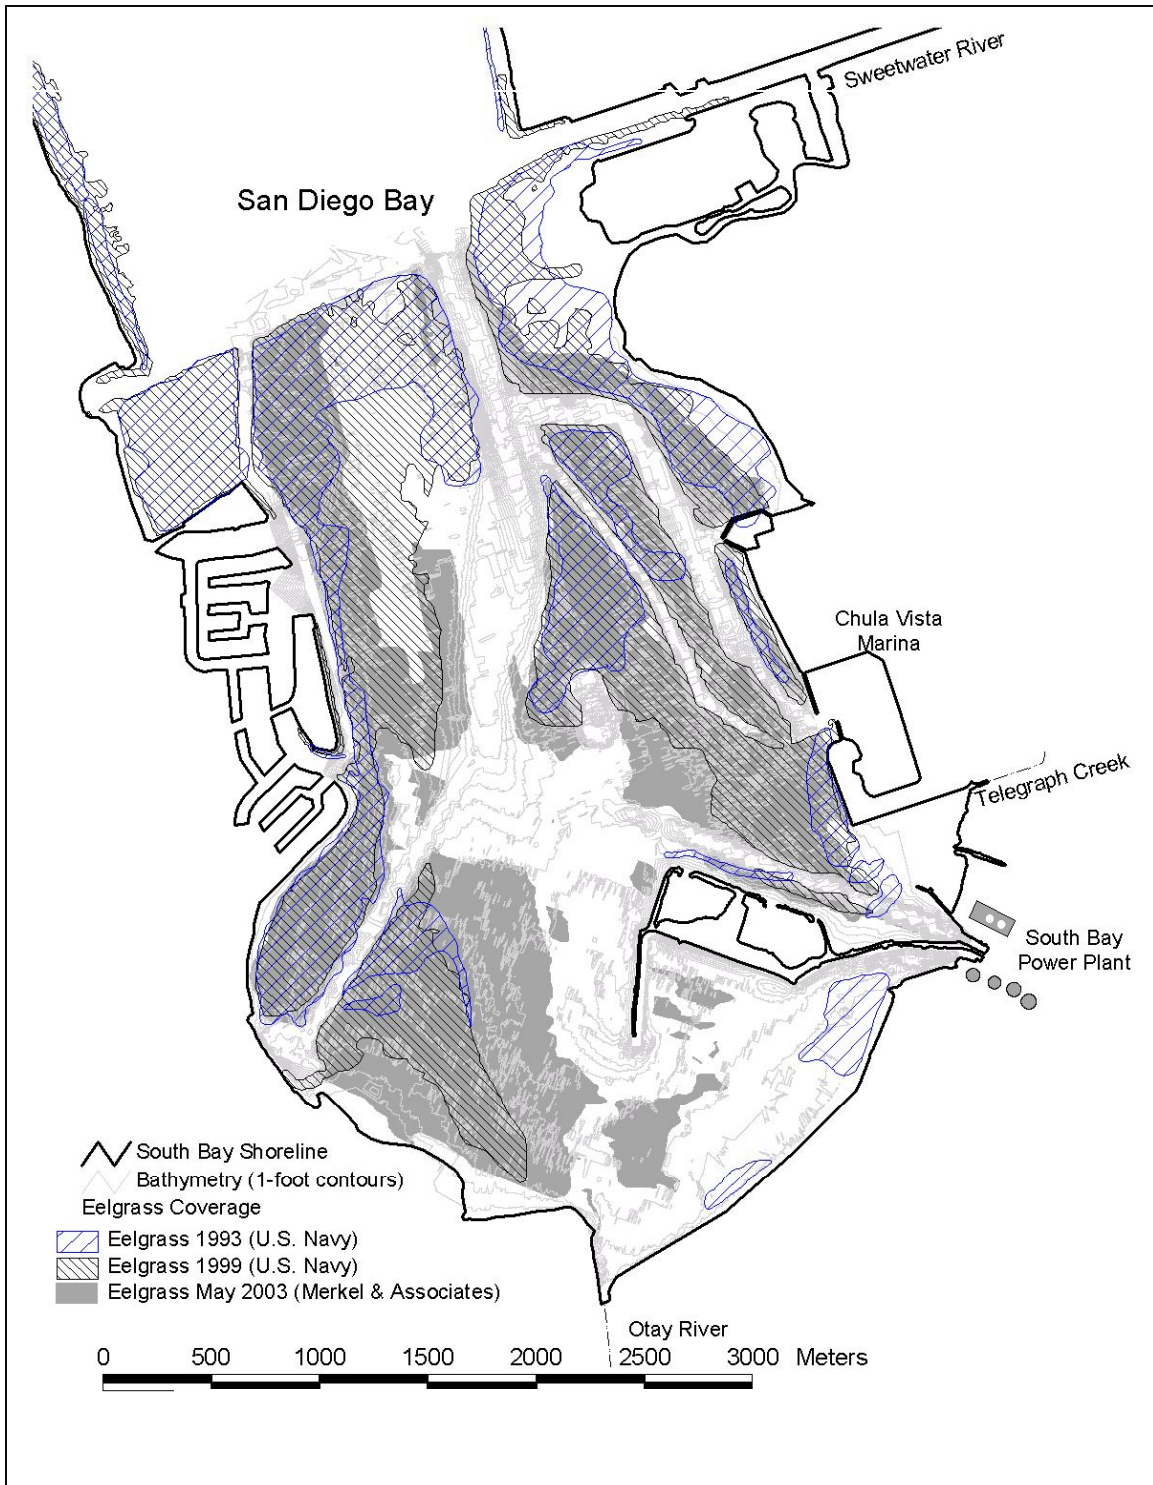 Sweetwater River
San Diego Bay
Chula Vista
Marina
Telegraph Creek
South Bay
Power Plant
South Bay Shoreline
Bathymetry (1-foot contours)
Eelgrass Coverage
Eelgrass 1993 (U.S. Navy)
Eelgrass 1999 (U.S. Navy)
Eelgrass May 2003 (Merkel & Associates)
Otay River
0 500 1000 1500 2000 2500 3000 Meters